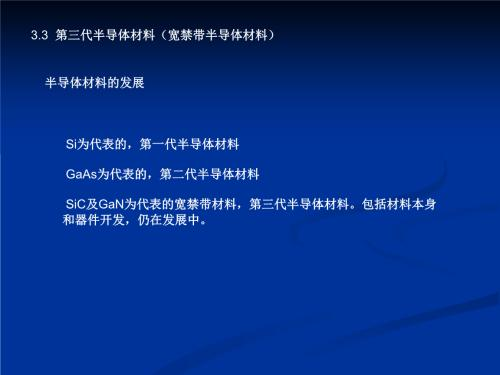 3.3 第三代半导体材料（宽禁带半导体材料）
半导体材料的发展
Si为代表的，第一代半导体材料
GaAs为代表的，第二代半导体材料
SiC及GaN为代表的宽禁带材料，第三代半导体材料。包括材料本身
和器件开发，仍在发展中。